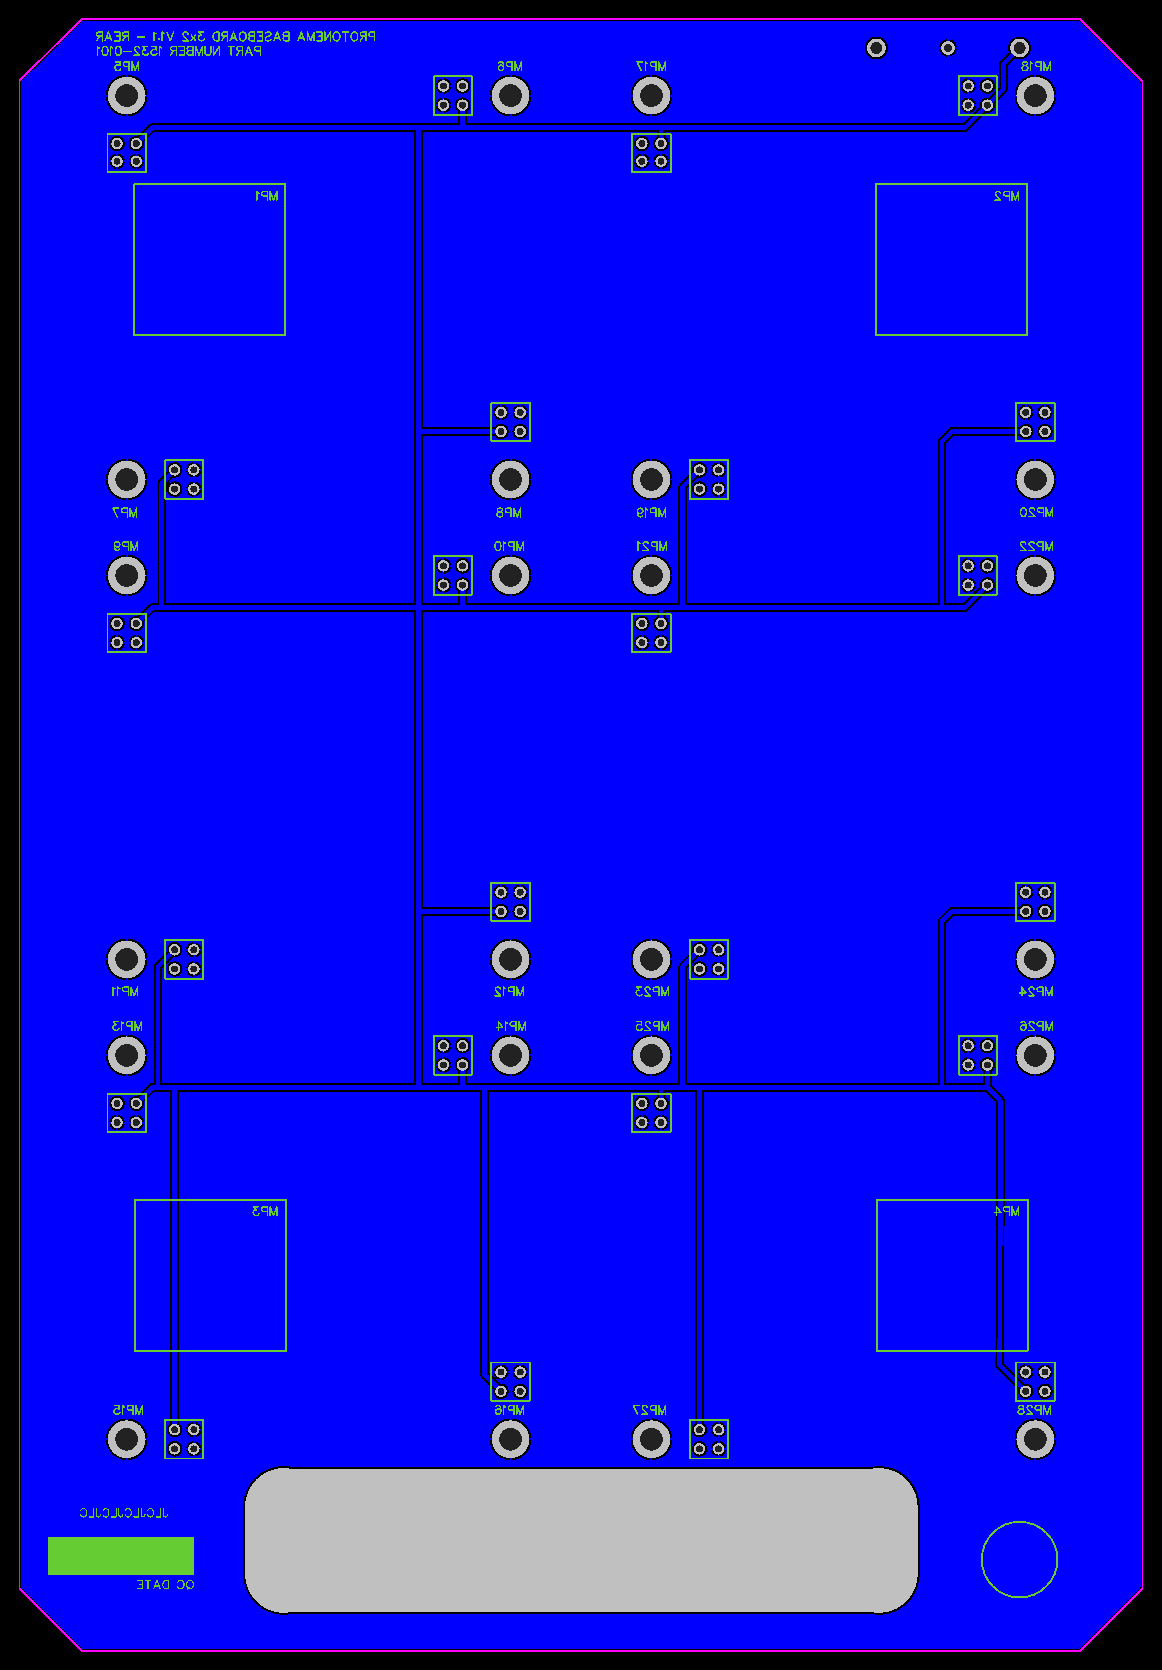 PROTONEMA BASEBOARD 3x2 V1.1 - REAR
PART NUMBER 1532-0101
MP5
MP6
MP17
MP18
MP1
MP2
MP7
MP8
MP19
MP20
MP9
MP10
MP21
MP22
MP11
MP12
MP23
MP24
MP13
MP14
MP25
MP26
MP3
MP4
MP15
MP16
MP27
MP28
JLCJLCJLCJLC
QC DATE